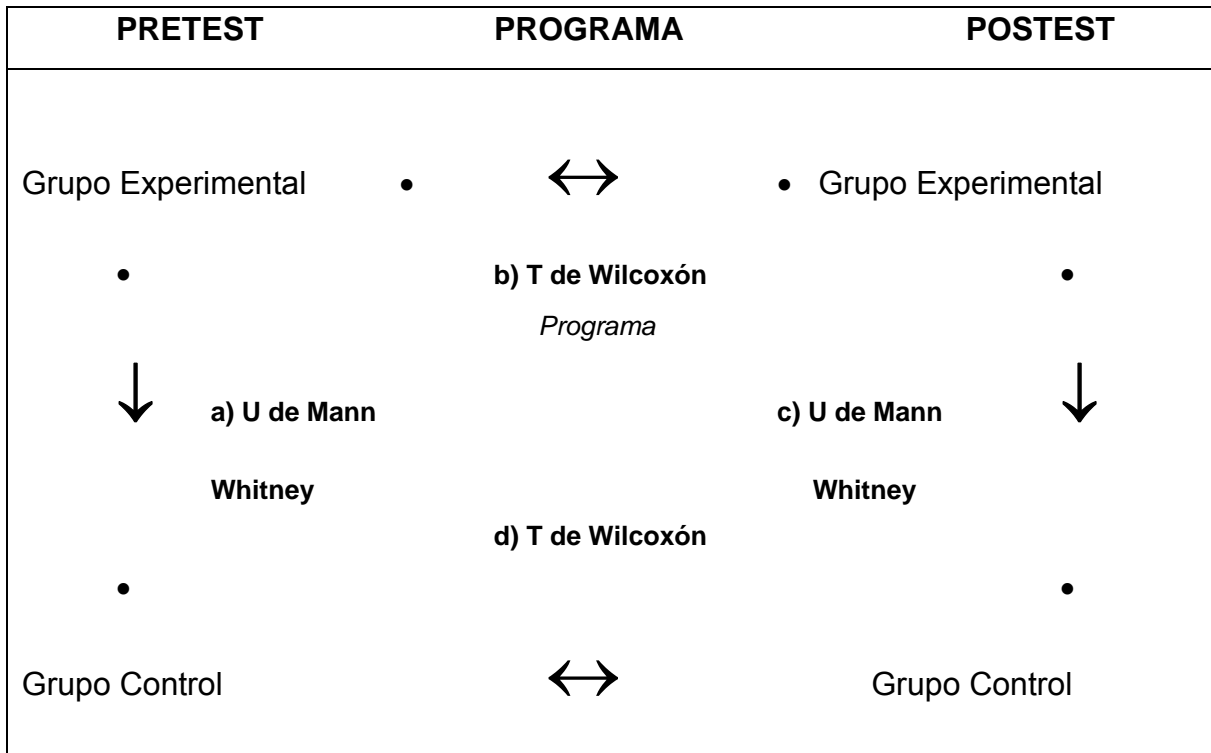 PRETEST PROGRAMA POSTEST
Grupo Experimental • ↔ • Grupo Experimental
• b) T de Wilcoxón •
Programa
↓ a) U de Mann c) U de Mann ↓
Whitney Whitney
d) T de Wilcoxón
• •
Grupo Control ↔ Grupo Control